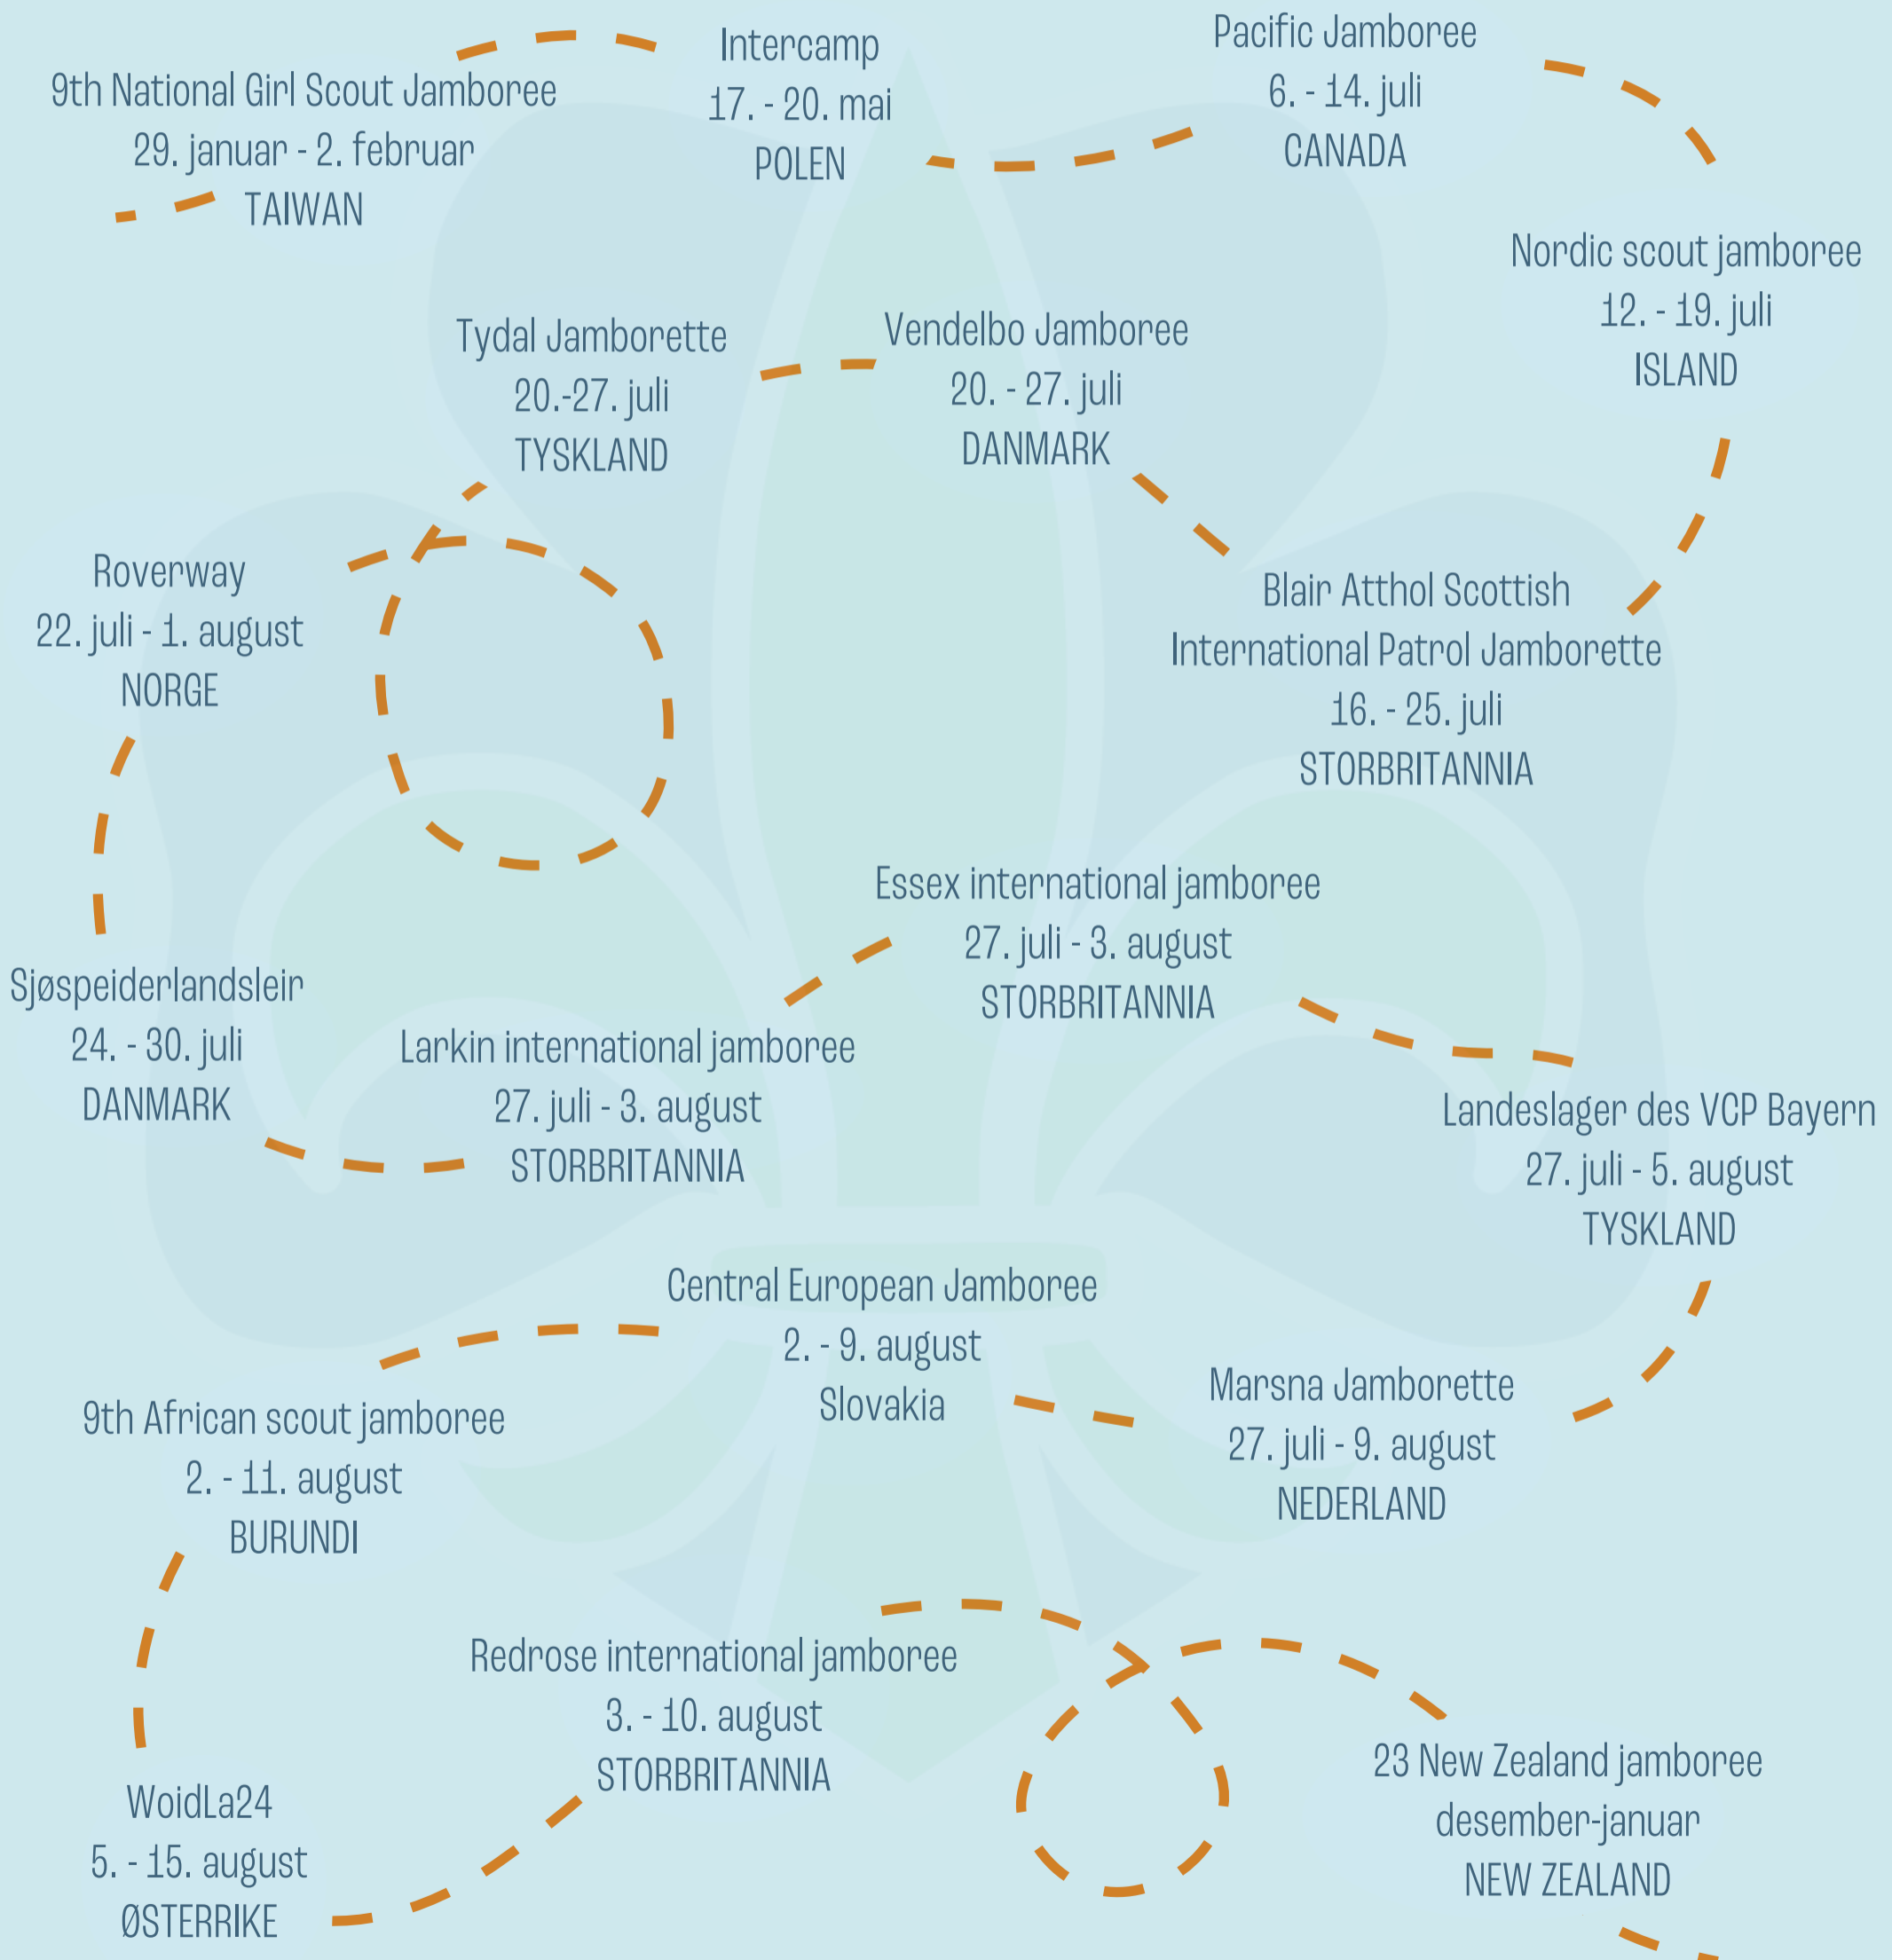 9th National Girl Scout Jamboree
29. januar - 2. februar
TAIWAN
Intercamp
17. - 20. mai
POLEN
Pacific Jamboree
6. - 14. juli
CANADA
Nordic scout jamboree
12. - 19. juli
ISLAND
Blair Atthol Scottish
International Patrol Jamborette
16. - 25. juli
STORBRITANNIA
Vendelbo Jamboree
20. - 27. juli
DANMARK
Tydal Jamborette
20.-27. juli
TYSKLAND
Roverway
22. juli - 1. august
NORGE
Sjøspeiderlandsleir
24. - 30. juli
DANMARK
Larkin international jamboree
27. juli - 3. august
STORBRITANNIA
Essex international jamboree
27. juli - 3. august
STORBRITANNIA
Landeslager des VCP Bayern
27. juli - 5. august
TYSKLAND
Marsna Jamborette
27. juli - 9. august
NEDERLAND
Central European Jamboree
2. - 9. august
Slovakia
9th African scout jamboree
2. - 11. august
BURUNDI
WoidLa24
5. - 15. august
ØSTERRIKE
Redrose international jamboree
3. - 10. august
STORBRITANNIA
23 New Zealand jamboree
desember-januar
NEW ZEALAND